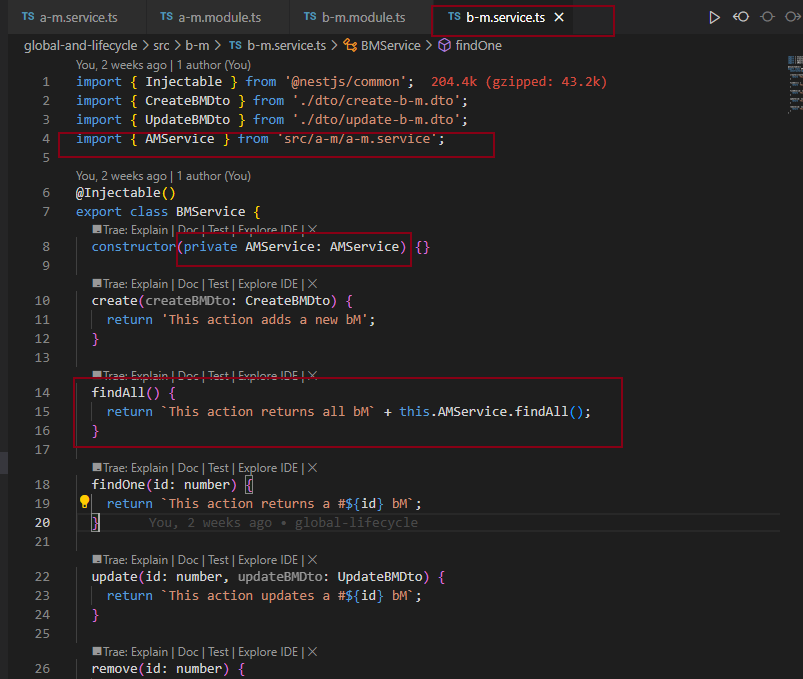 TS a-m.service.ts TS a-m.module.ts TS b-m.module.ts TS b-m.service.ts ×
global-and-lifecycle > src > b-m > TS b-m.service.ts > BMService > findOne
You, 2 weeks ago | 1 author (You)
1 import { Injectable } from '@nestjs/common'; 204.4k (gzipped: 43.2k)
2 import { CreateBMDto } from './dto/create-b-m.dto';
3 import { UpdateBMDto } from './dto/update-b-m.dto';
4 import { AMService } from 'src/a-m/a-m.service';
5
You, 2 weeks ago | 1 author (You)
6 @Injectable()
7 export class BMService {
Trae: Explain | Doc | Test | Explore IDE | ×
8 constructor(private AMService: AMService) {}
9
Trae: Explain | Doc | Test | Explore IDE | ×
10 create(createBMDto: CreateBMDto) {
11 return 'This action adds a new bM';
12 }
13
Trae: Explain | Doc | Test | Explore IDE | ×
14 findAll() {
15 return `This action returns all bM` + this.AMService.findAll();
16 }
17
Trae: Explain | Doc | Test | Explore IDE | ×
18 findOne(id: number) {
19 return `This action returns a #${id} bM`;
20 } You, 2 weeks ago • global-lifecycle
21
Trae: Explain | Doc | Test | Explore IDE | ×
22 update(id: number, updateBMDto: UpdateBMDto) {
23 return `This action updates a #${id} bM`;
24 }
25
Trae: Explain | Doc | Test | Explore IDE | ×
26 remove(id: number) {